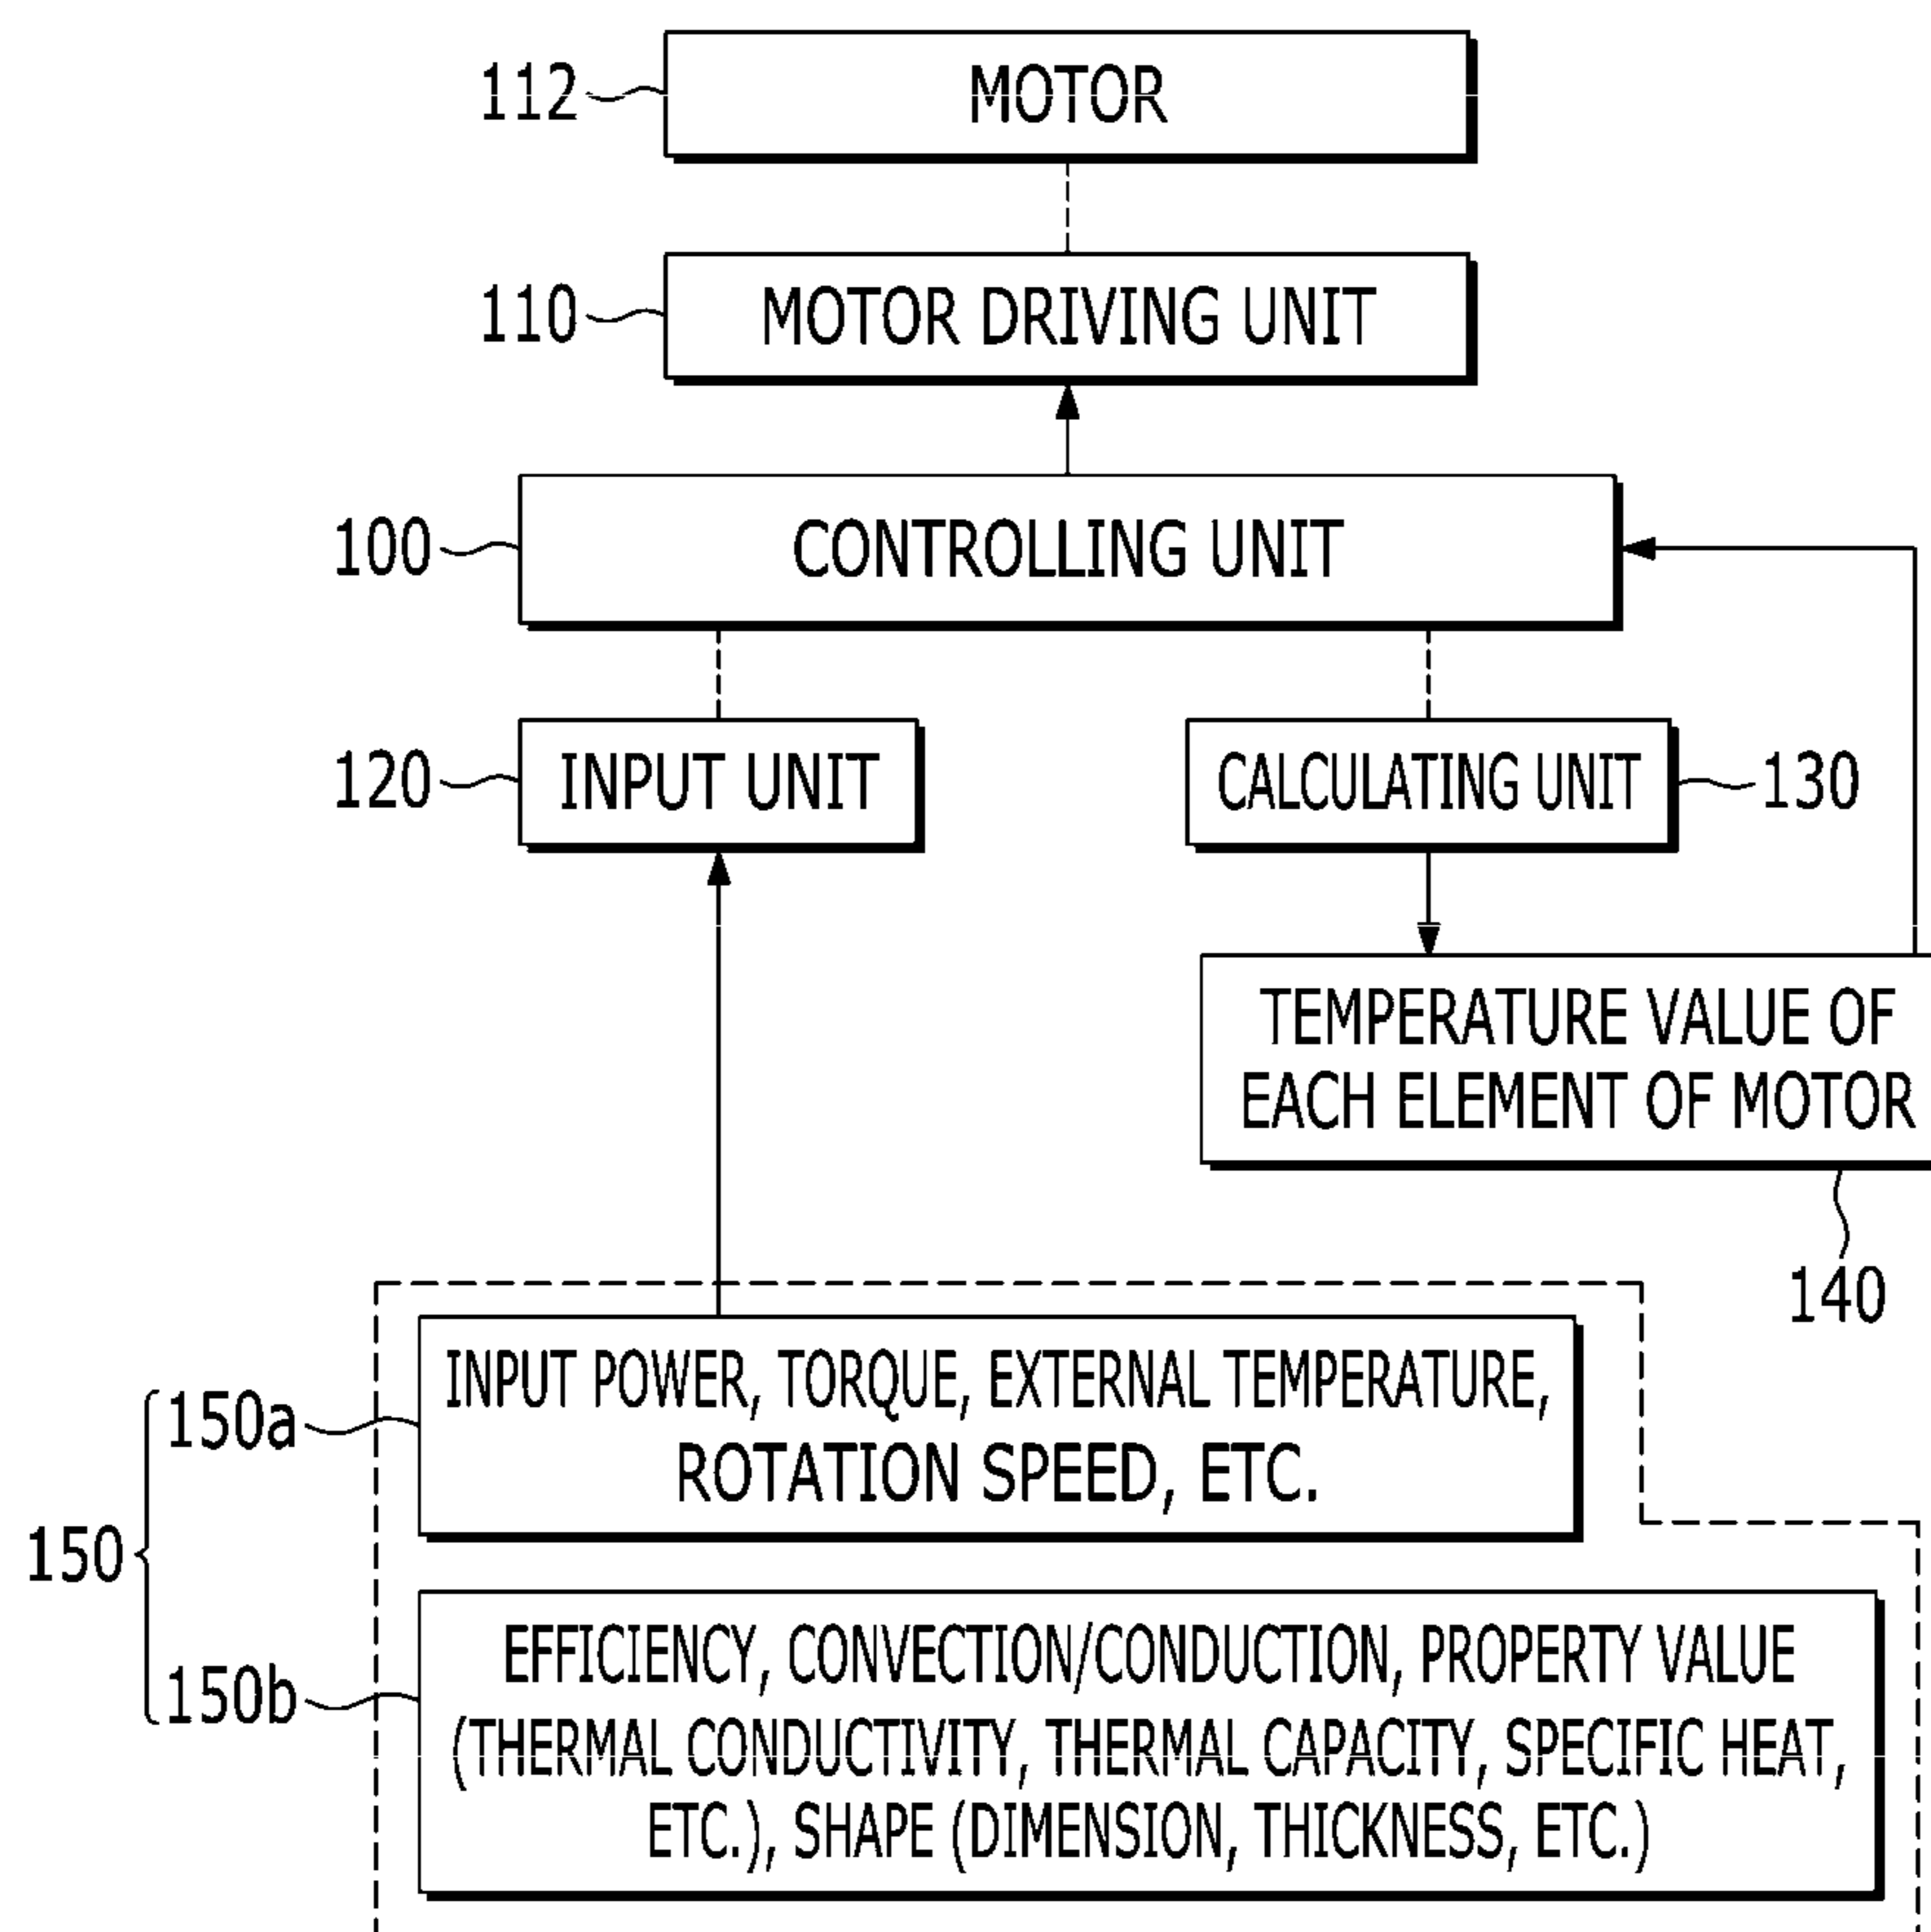 112 MOTOR
110 MOTOR DRIVING UNIT
100 CONTROLLING UNIT
120 INPUT UNIT
CALCULATING UNIT 130
TEMPERATURE VALUE OF
EACH ELEMENT OF MOTOR
140
150
150a
INPUT POWER, TORQUE, EXTERNAL TEMPERATURE,
ROTATION SPEED, ETC.
150b
EFFICIENCY, CONVECTION/CONDUCTION, PROPERTY VALUE
(THERMAL CONDUCTIVITY, THERMAL CAPACITY, SPECIFIC HEAT,
ETC.), SHAPE (DIMENSION, THICKNESS, ETC.)